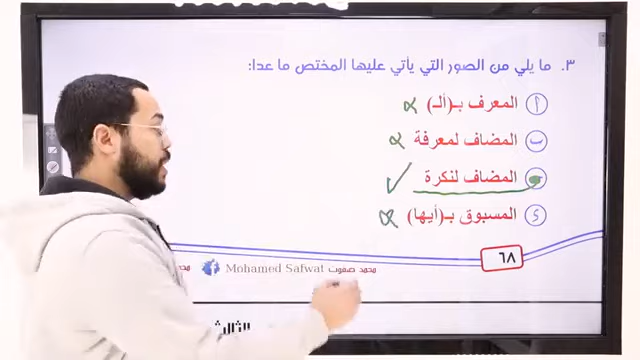 ٣. ما يلي من الصور التي يأتي عليها المختص ما عدا:
أ المعرف بـ(ألـ)
ب المضاف لمعرفة
ج المضاف لنكرة
د المسبوق بـ(أيها)
٦٨
Mohamed Safwat محمد صفوت